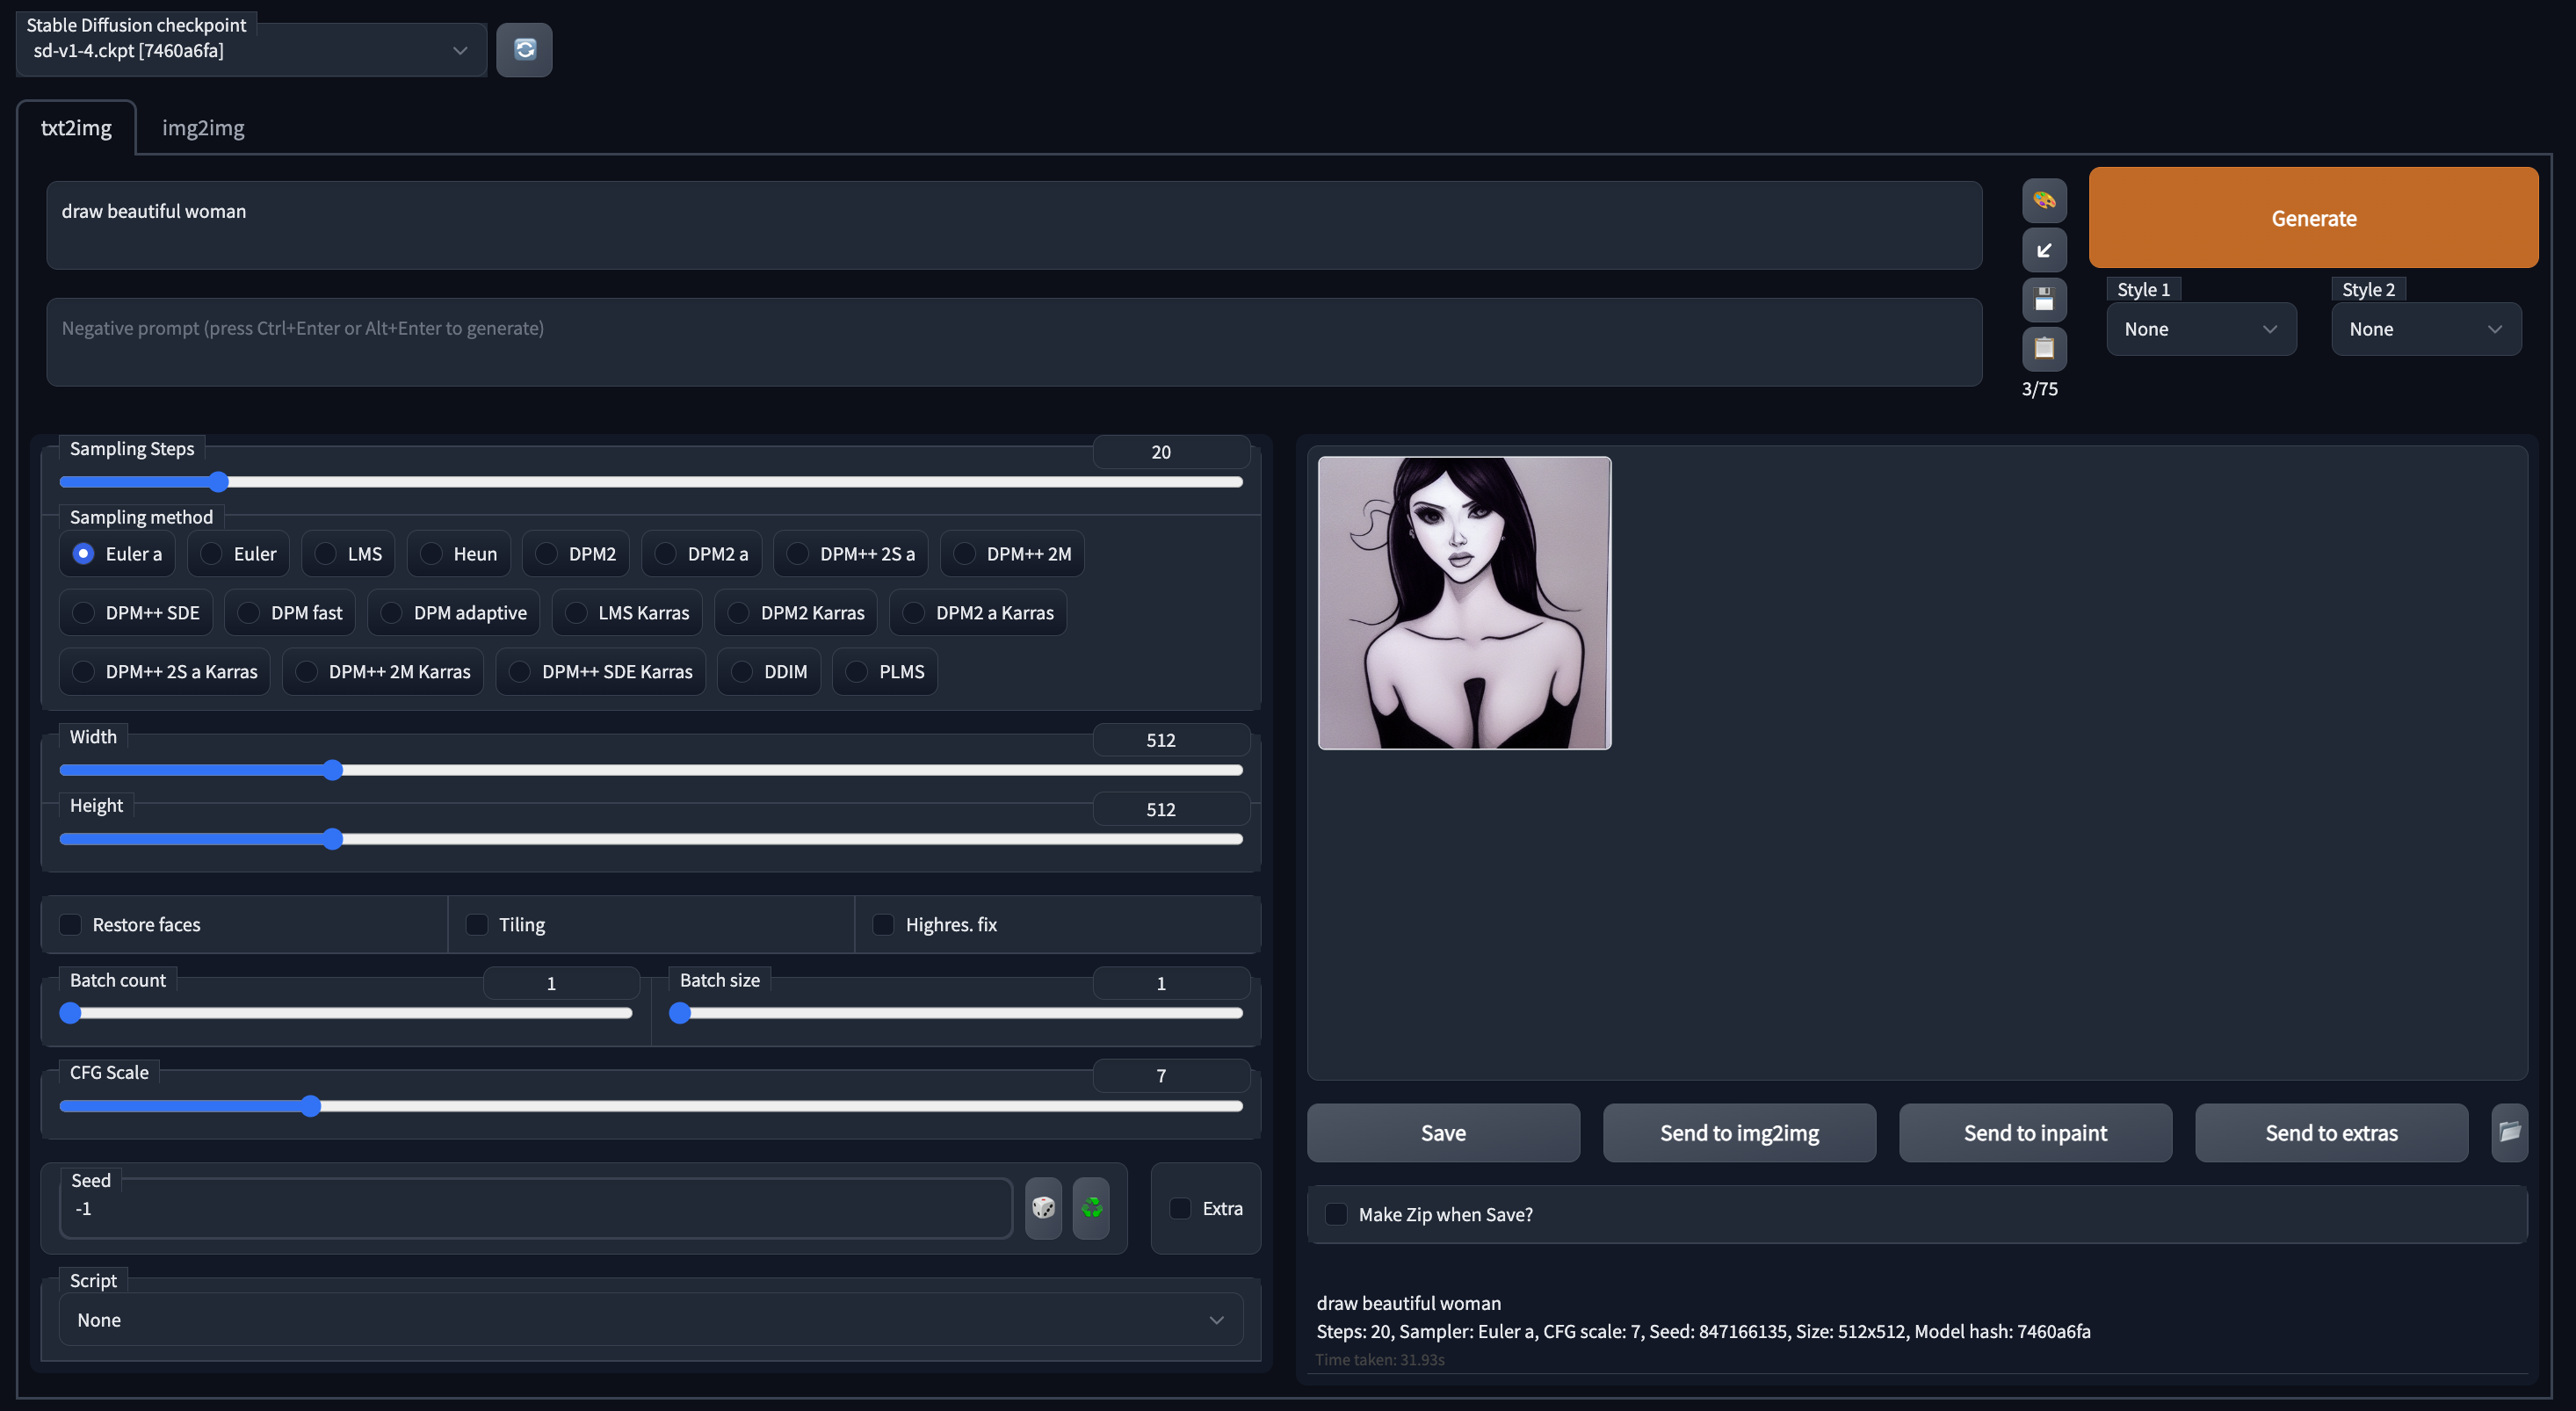 Stable Diffusion checkpoint
sd-v1-4.ckpt [7460a6fa]
txt2img
img2img
draw beautiful woman
Negative prompt (press Ctrl+Enter or Alt+Enter to generate)
3/75
Generate
Style 1
Style 2
None
None
Sampling Steps
20
Sampling method
Euler a
Euler
LMS
Heun
DPM2
DPM2 a
DPM++ 2S a
DPM++ 2M
DPM++ SDE
DPM fast
DPM adaptive
LMS Karras
DPM2 Karras
DPM2 a Karras
DPM++ 2S a Karras
DPM++ 2M Karras
DPM++ SDE Karras
DDIM
PLMS
Width
512
Height
512
Restore faces
Tiling
Highres. fix
Batch count
1
Batch size
1
CFG Scale
7
Seed
-1
Extra
Script
None
Save
Send to img2img
Send to inpaint
Send to extras
Make Zip when Save?
draw beautiful woman
Steps: 20, Sampler: Euler a, CFG scale: 7, Seed: 847166135, Size: 512x512, Model hash: 7460a6fa
Time taken: 31.93s